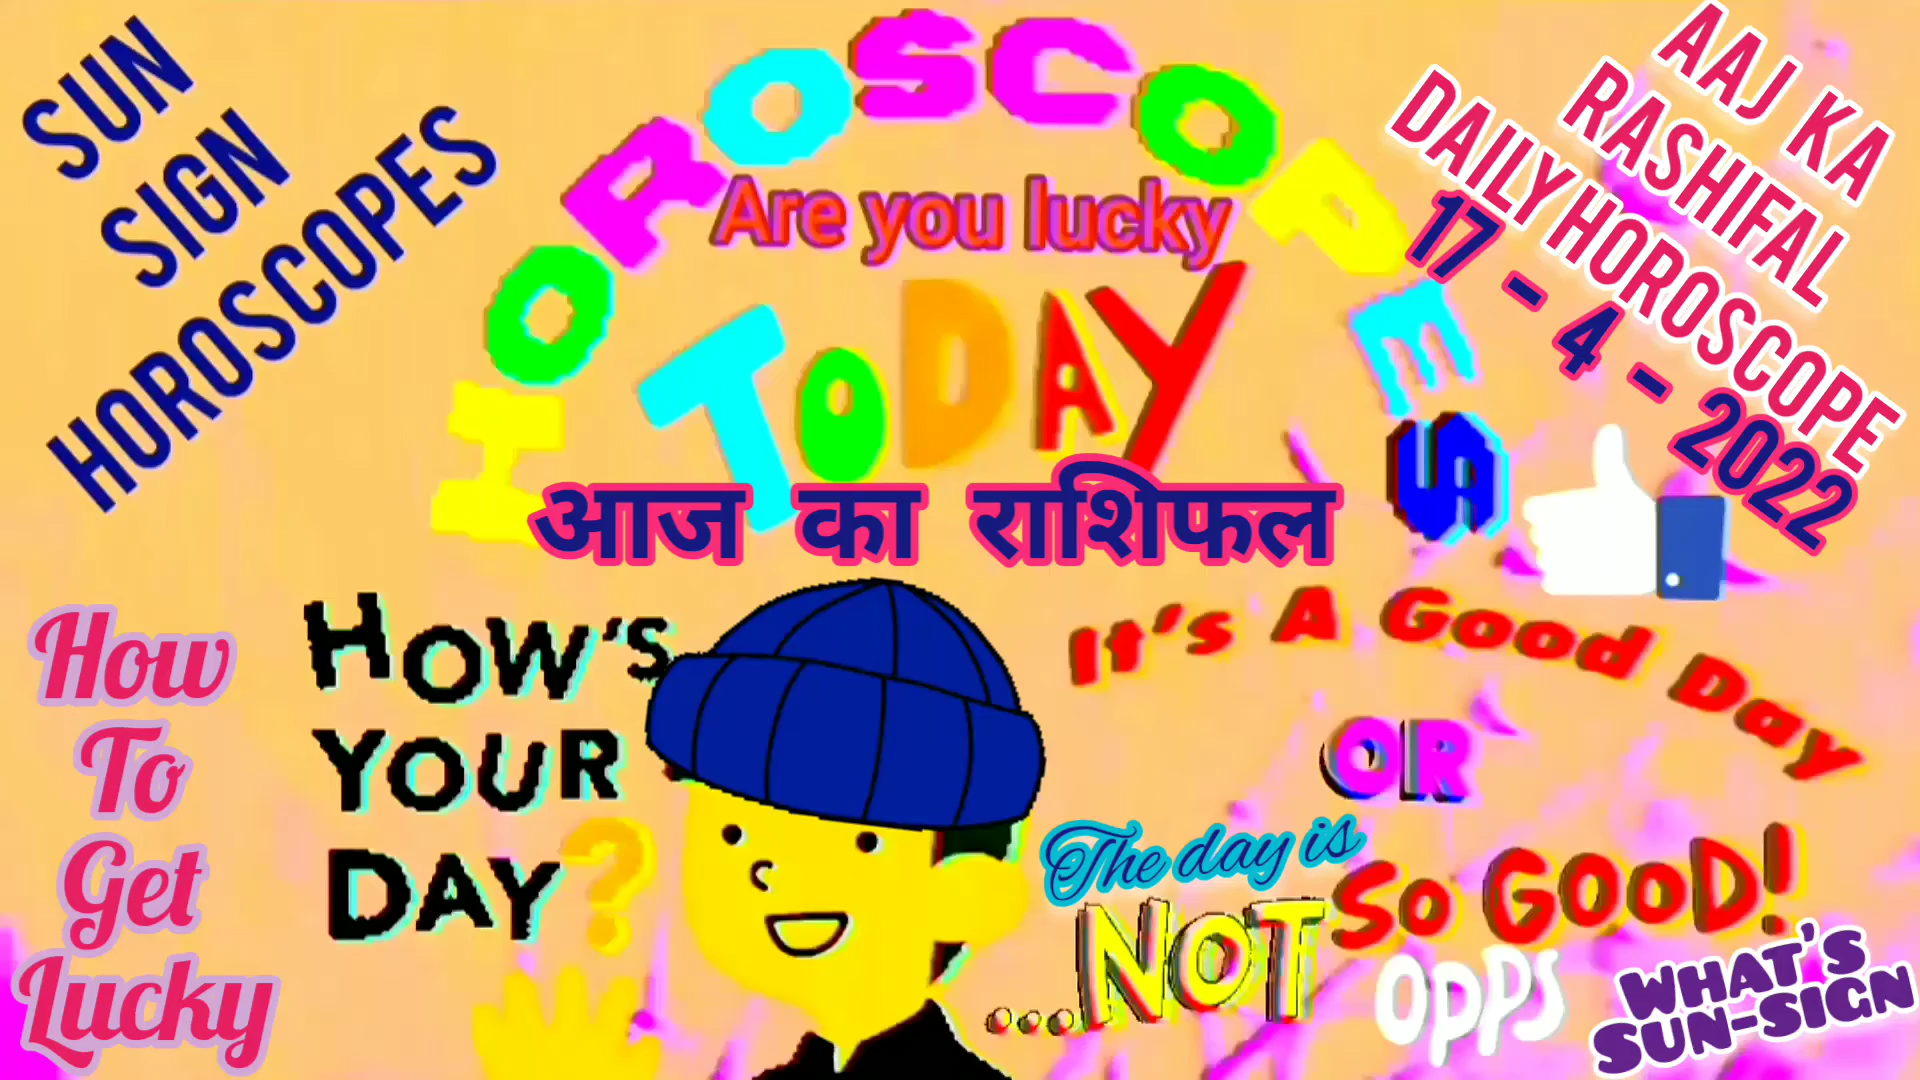 SUN
SIGN
HOROSCOPES
HOROSCOPES
Are you lucky
TODAY
आज का राशिफल
AAJ KA
RASHIFAL
DAILY HOROSCOPE
17 - 4 - 2022
How
To
Get
Lucky
HOW'S
YOUR
DAY?
It's A Good Day
OR
The day is
...NOT
So GOOD!
OPPS
WHAT'S
SUN-SIGN